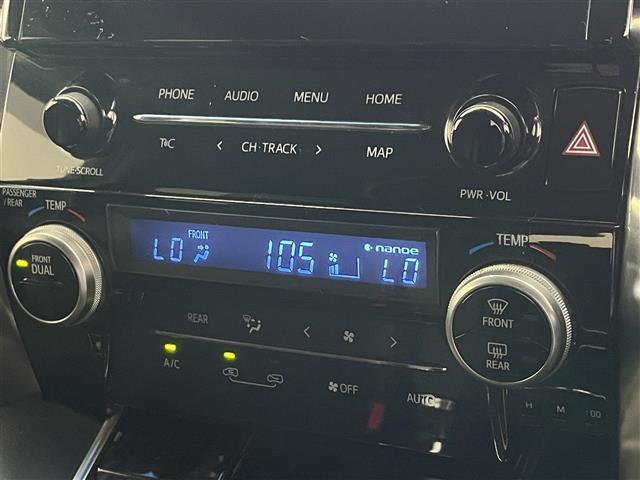 PHONE AUDIO MENU HOME
T&C < CH·TRACK > MAP
TUNE·SCROLL
PWR·VOL
PASSENGER
/REAR
TEMP
FRONT
nanoe
TEMP
LO 105 LO
FRONT
DUAL
FRONT
REAR
REAR < >
A/C OFF AUTO
H M :00